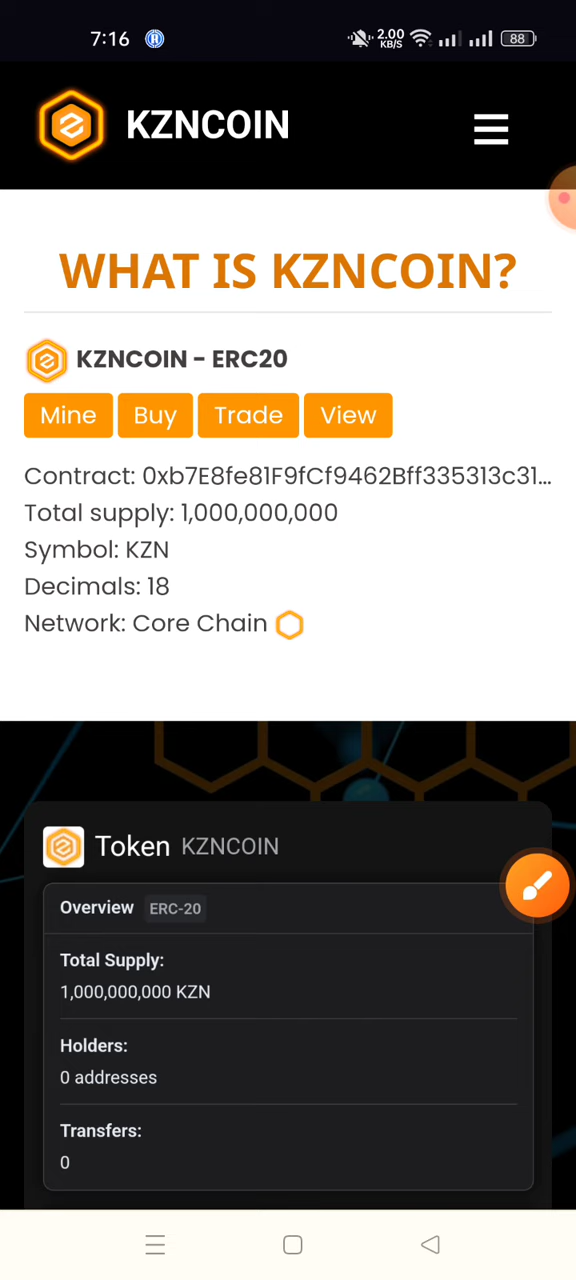 7:16
2.00 KB/S
88
KZNCOIN
WHAT IS KZNCOIN?
KZNCOIN - ERC20
Mine Buy Trade View
Contract: 0xb7E8fe81F9fCf9462Bff335313c31...
Total supply: 1,000,000,000
Symbol: KZN
Decimals: 18
Network: Core Chain
Token KZNCOIN
Overview ERC-20
Total Supply:
1,000,000,000 KZN
Holders:
0 addresses
Transfers:
0